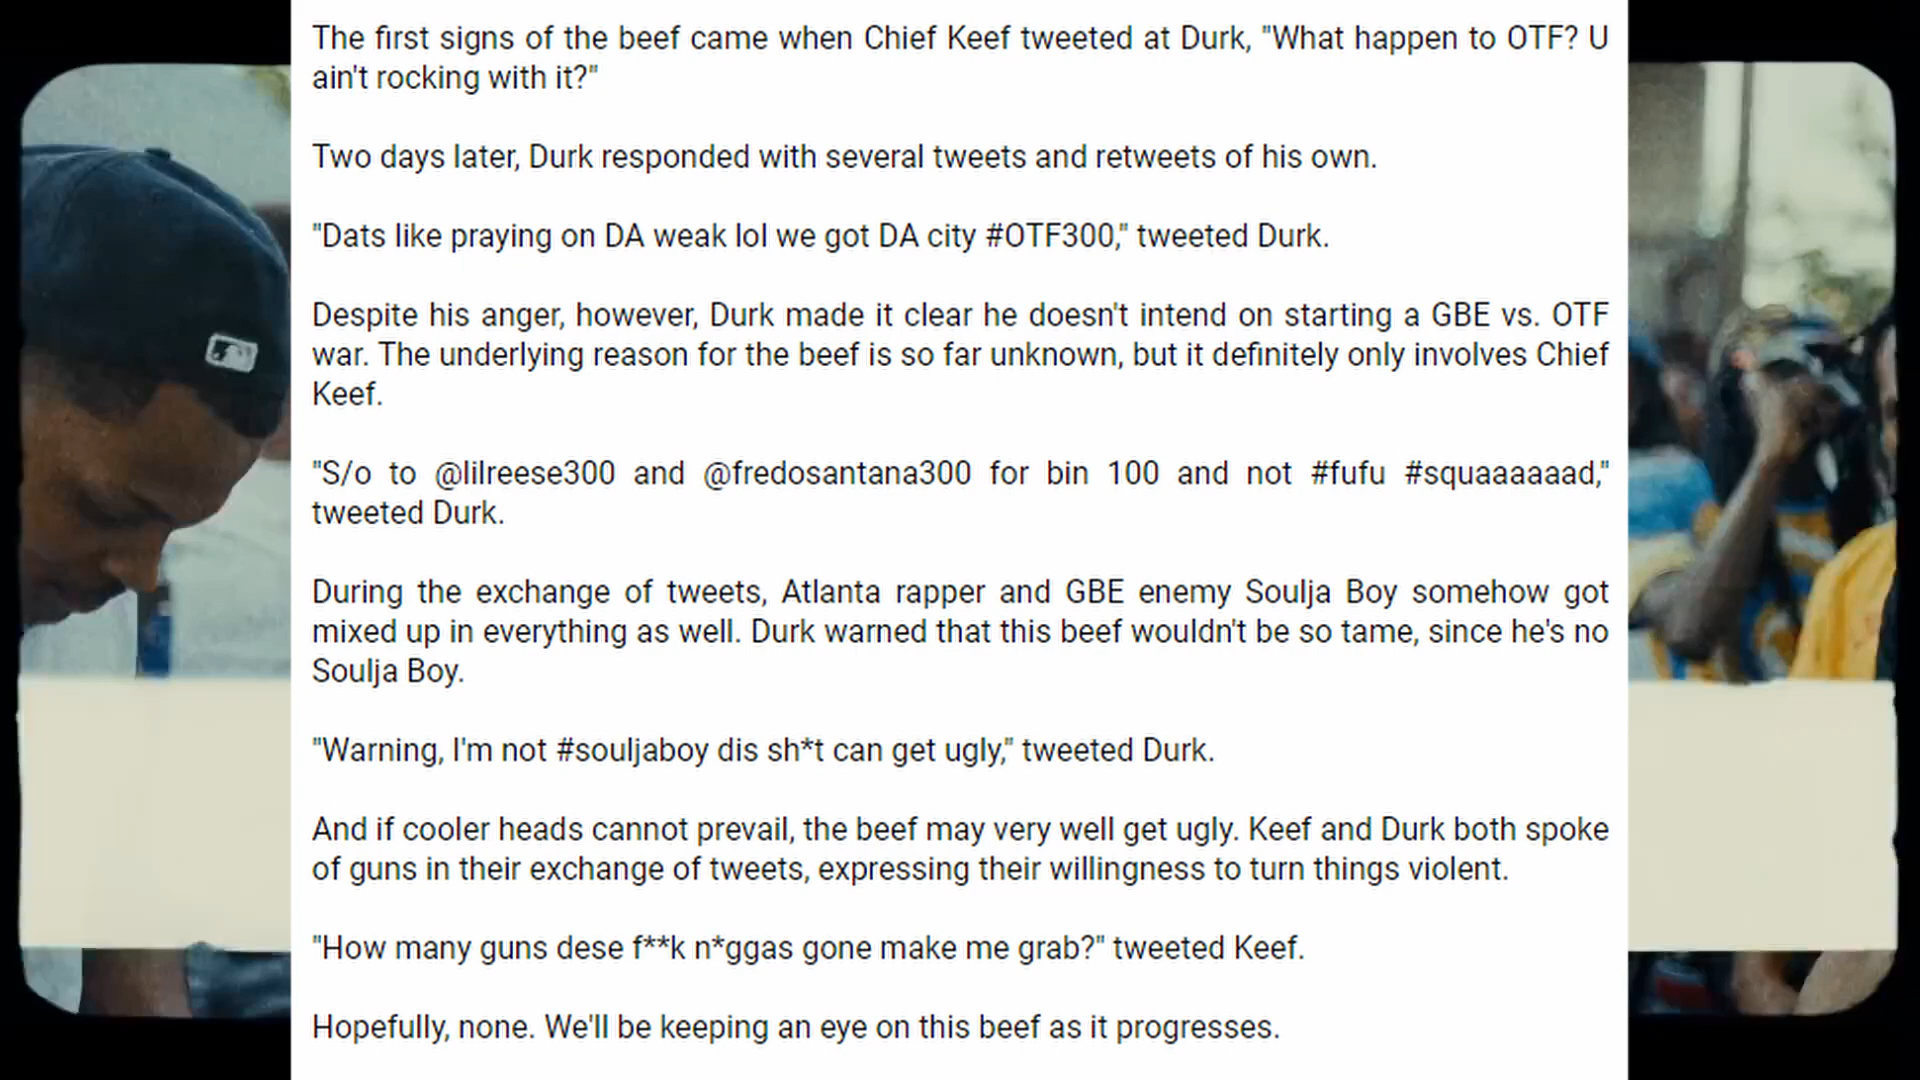 The first signs of the beef came when Chief Keef tweeted at Durk, "What happen to OTF? U
ain't rocking with it?"
Two days later, Durk responded with several tweets and retweets of his own.
"Dats like praying on DA weak lol we got DA city #OTF300," tweeted Durk.
Despite his anger, however, Durk made it clear he doesn't intend on starting a GBE vs. OTF
war. The underlying reason for the beef is so far unknown, but it definitely only involves Chief
Keef.
"S/o to @lilreese300 and @fredosantana300 for bin 100 and not #fufu #squaaaaaad,"
tweeted Durk.
During the exchange of tweets, Atlanta rapper and GBE enemy Soulja Boy somehow got
mixed up in everything as well. Durk warned that this beef wouldn't be so tame, since he's no
Soulja Boy.
"Warning, I'm not #souljaboy dis sh*t can get ugly," tweeted Durk.
And if cooler heads cannot prevail, the beef may very well get ugly. Keef and Durk both spoke
of guns in their exchange of tweets, expressing their willingness to turn things violent.
"How many guns dese f**k n*ggas gone make me grab?" tweeted Keef.
Hopefully, none. We'll be keeping an eye on this beef as it progresses.